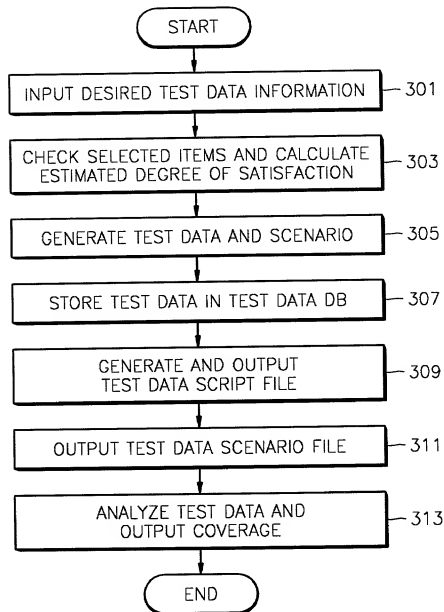 START
INPUT DESIRED TEST DATA INFORMATION
301
CHECK SELECTED ITEMS AND CALCULATE
ESTIMATED DEGREE OF SATISFACTION
303
GENERATE TEST DATA AND SCENARIO
305
STORE TEST DATA IN TEST DATA DB
307
GENERATE AND OUTPUT
TEST DATA SCRIPT FILE
309
OUTPUT TEST DATA SCENARIO FILE
311
ANALYZE TEST DATA AND
OUTPUT COVERAGE
313
END